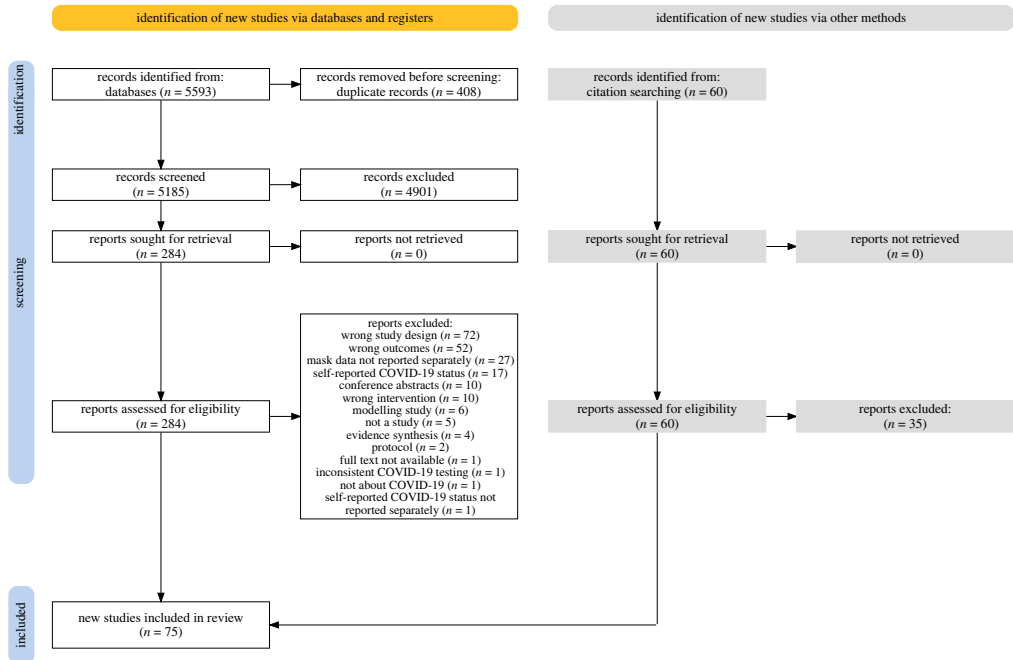 identification of new studies via databases and registers
identification of new studies via other methods
identification
records identified from:
databases (n = 5593)
records removed before screening:
duplicate records (n = 408)
records identified from:
citation searching (n = 60)
screening
records screened
(n = 5185)
records excluded
(n = 4901)
reports sought for retrieval
(n = 284)
reports not retrieved
(n = 0)
reports sought for retrieval
(n = 60)
reports not retrieved
(n = 0)
reports assessed for eligibility
(n = 284)
reports excluded:
wrong study design (n = 72)
wrong outcomes (n = 52)
mask data not reported separately (n = 27)
self-reported COVID-19 status (n = 17)
conference abstracts (n = 10)
wrong intervention (n = 10)
modelling study (n = 6)
not a study (n = 5)
evidence synthesis (n = 4)
protocol (n = 2)
full text not available (n = 1)
inconsistent COVID-19 testing (n = 1)
not about COVID-19 (n = 1)
self-reported COVID-19 status not
reported separately (n = 1)
reports assessed for eligibility
(n = 60)
reports excluded:
(n = 35)
included
new studies included in review
(n = 75)